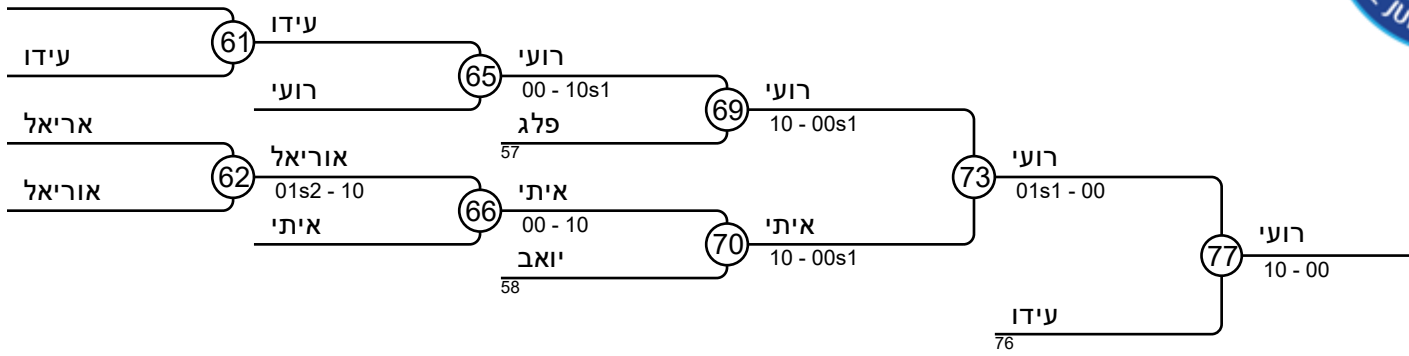 עידו
61
עידו
רועי
65
רועי
00 - 10s1
פלג
57
69
רועי
10 - 00s1
אריאל
אוריאל
62
אוריאל
01s2 - 10
איתי
66
איתי
00 - 10
יואב
58
70
איתי
10 - 00s1
73
רועי
01s1 - 00
עידו
76
77
רועי
10 - 00